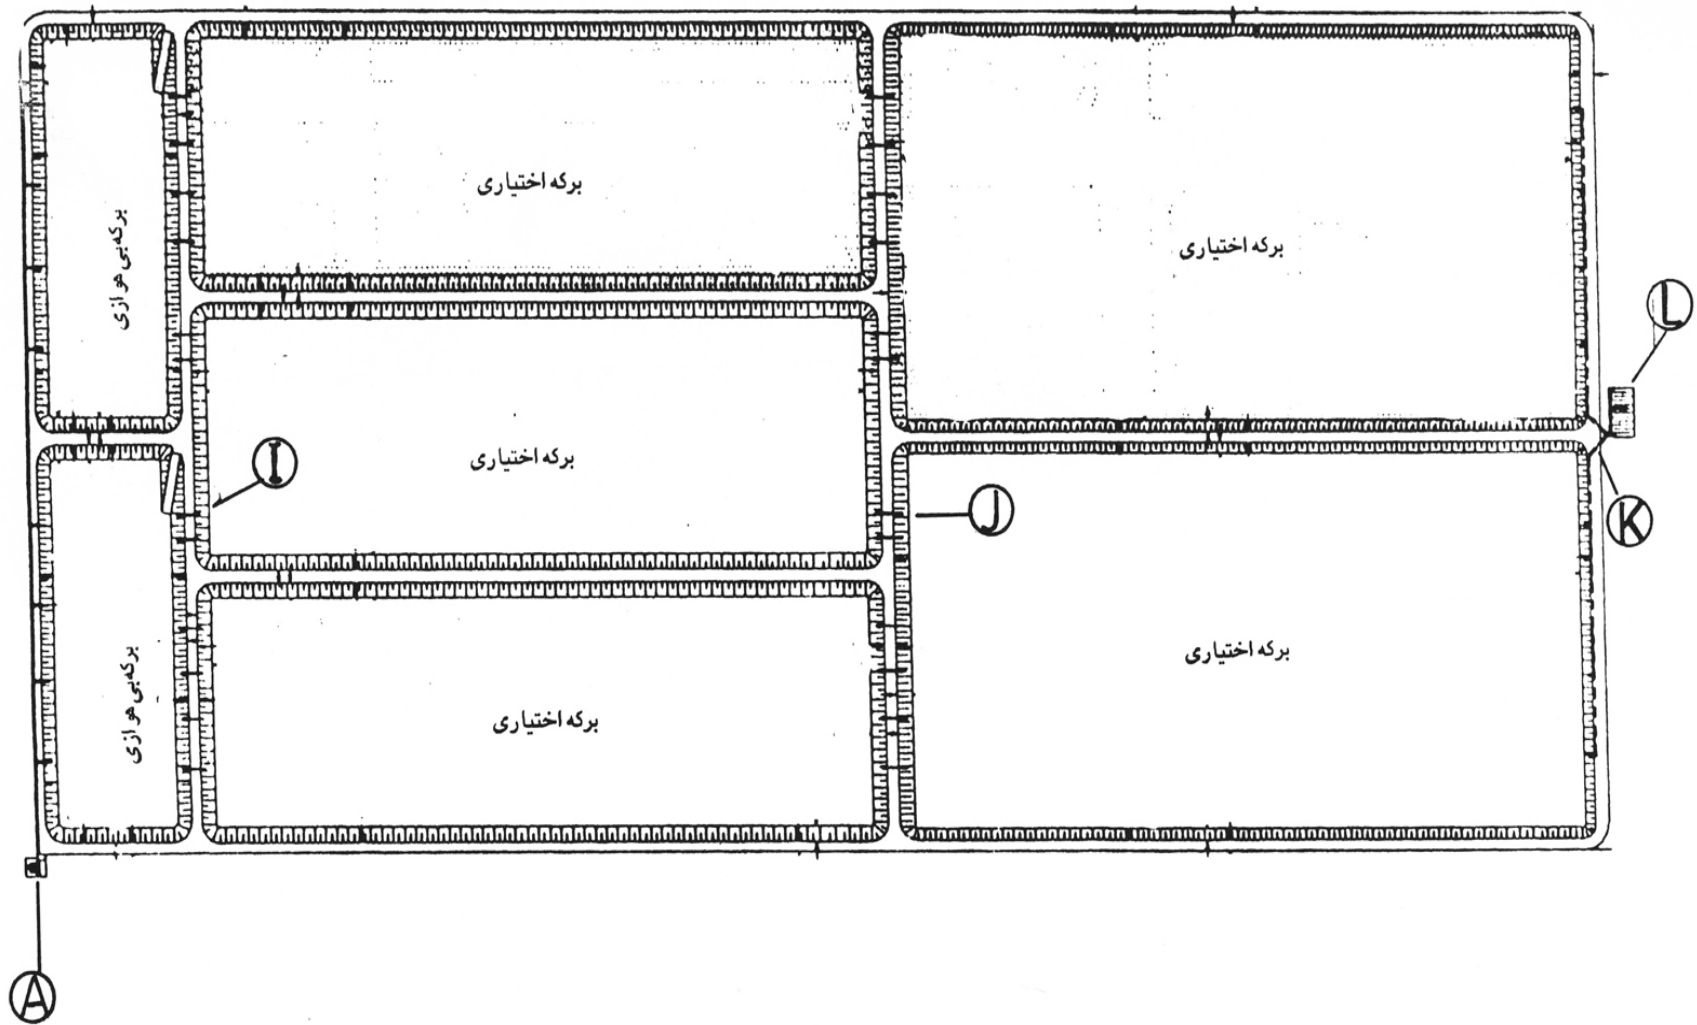 برکه اختیاری
برکه اختیاری
برکه بی هوازی
L
برکه اختیاری
I
J
K
برکه اختیاری
برکه بی هوازی
برکه اختیاری
A